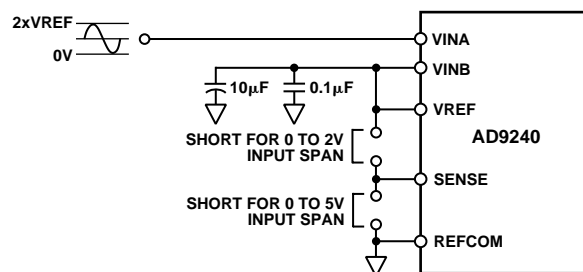 2xVREF
0V
VINA
VINB
10µF
0.1µF
VREF
AD9240
SHORT FOR 0 TO 2V
INPUT SPAN
SENSE
SHORT FOR 0 TO 5V
INPUT SPAN
REFCOM